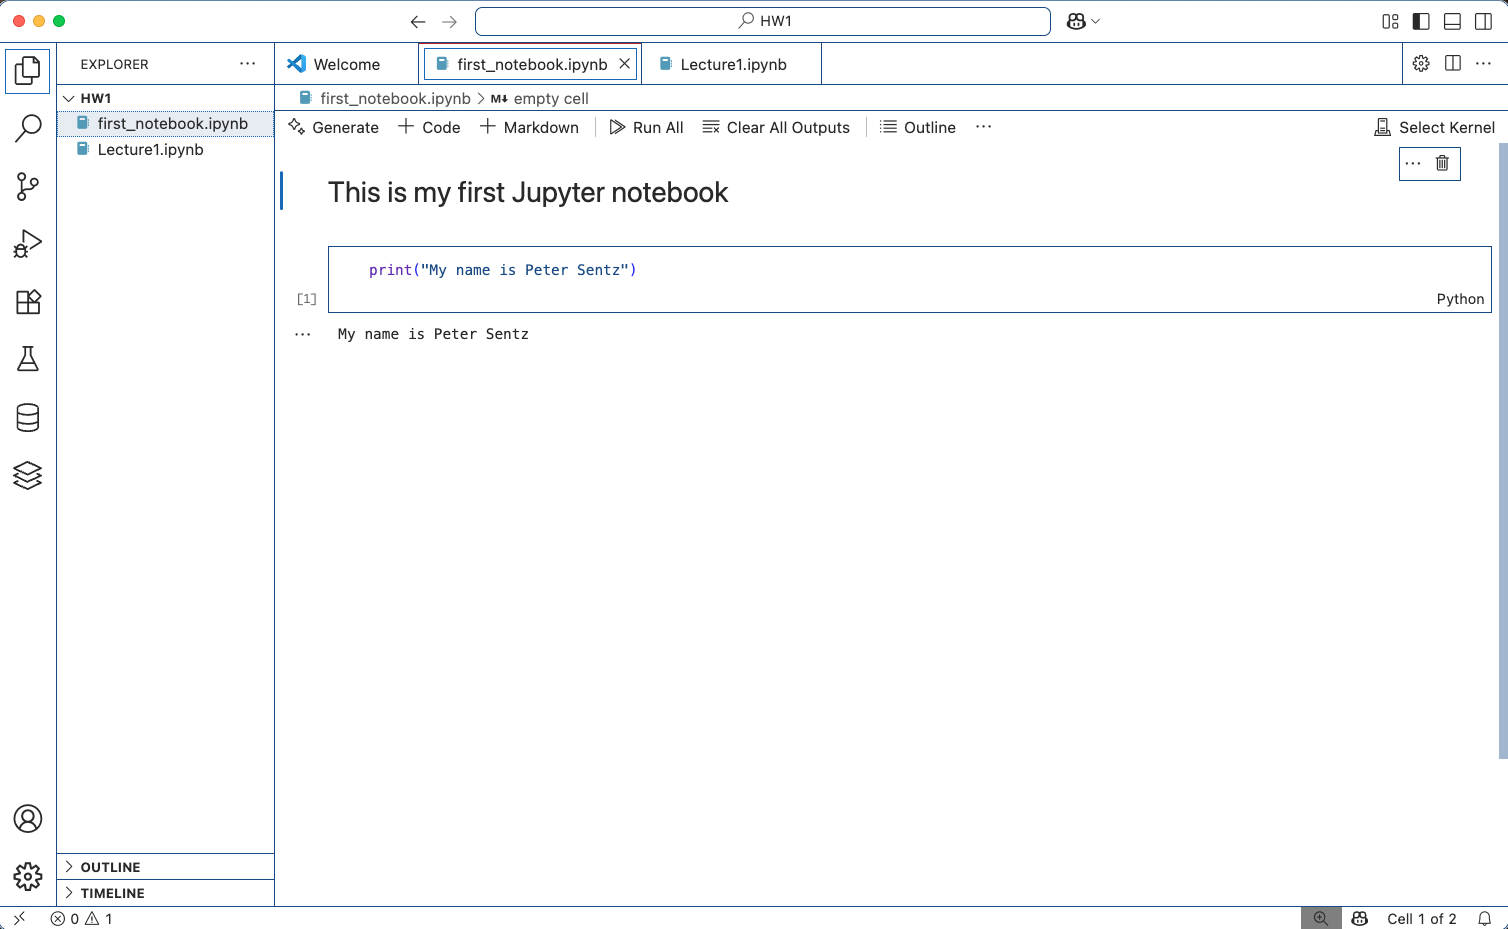 HW1
EXPLORER
Welcome
first_notebook.ipynb
Lecture1.ipynb
HW1
first_notebook.ipynb
Lecture1.ipynb
first_notebook.ipynb > M↓ empty cell
Generate + Code + Markdown Run All Clear All Outputs Outline ... Select Kernel
This is my first Jupyter notebook
print("My name is Peter Sentz")
[1]
Python
My name is Peter Sentz
OUTLINE
TIMELINE
0 1
Cell 1 of 2